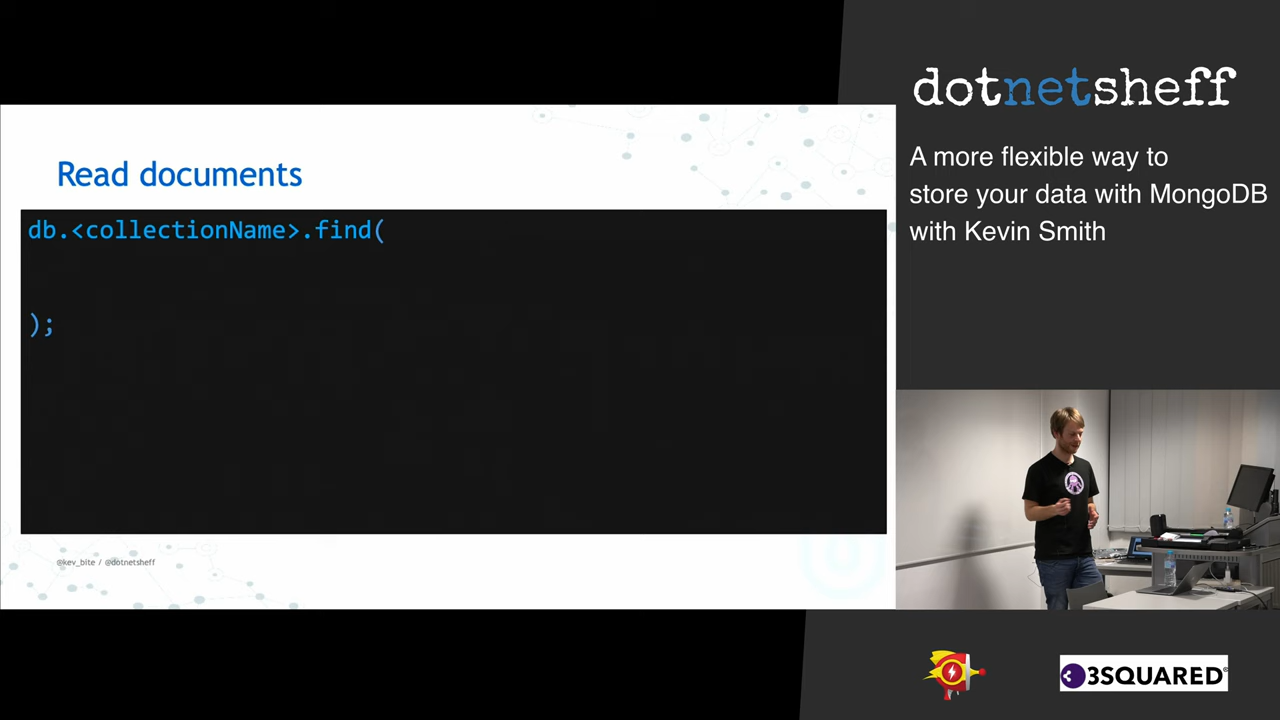 Read documents
db.<collectionName>.find(
);
@kev_bite / @dotnetsheff
dotnetsheff
A more flexible way to
store your data with MongoDB
with Kevin Smith
3SQUARED